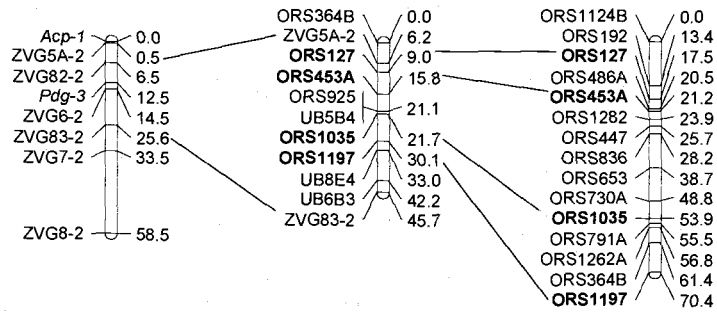 Acp-1 0.0
ZVG5A-2 0.5
ZVG82-2 6.5
Pdg-3 12.5
ZVG6-2 14.5
ZVG83-2 25.6
ZVG7-2 33.5
ZVG8-2 58.5
ORS364B 0.0
ZVG5A-2 6.2
ORS127 9.0
ORS453A 15.8
ORS925
21.1
UB5B4
ORS1035 21.7
ORS1197 30.1
UB8E4 33.0
UB6B3 42.2
ZVG83-2 45.7
ORS1124B 0.0
ORS192 13.4
ORS127 17.5
ORS486A 20.5
ORS453A 21.2
ORS1282 23.9
ORS447 25.7
ORS836 28.2
ORS653 38.7
ORS730A 48.8
ORS1035 53.9
ORS791A 55.5
ORS1262A 56.8
ORS364B 61.4
ORS1197 70.4